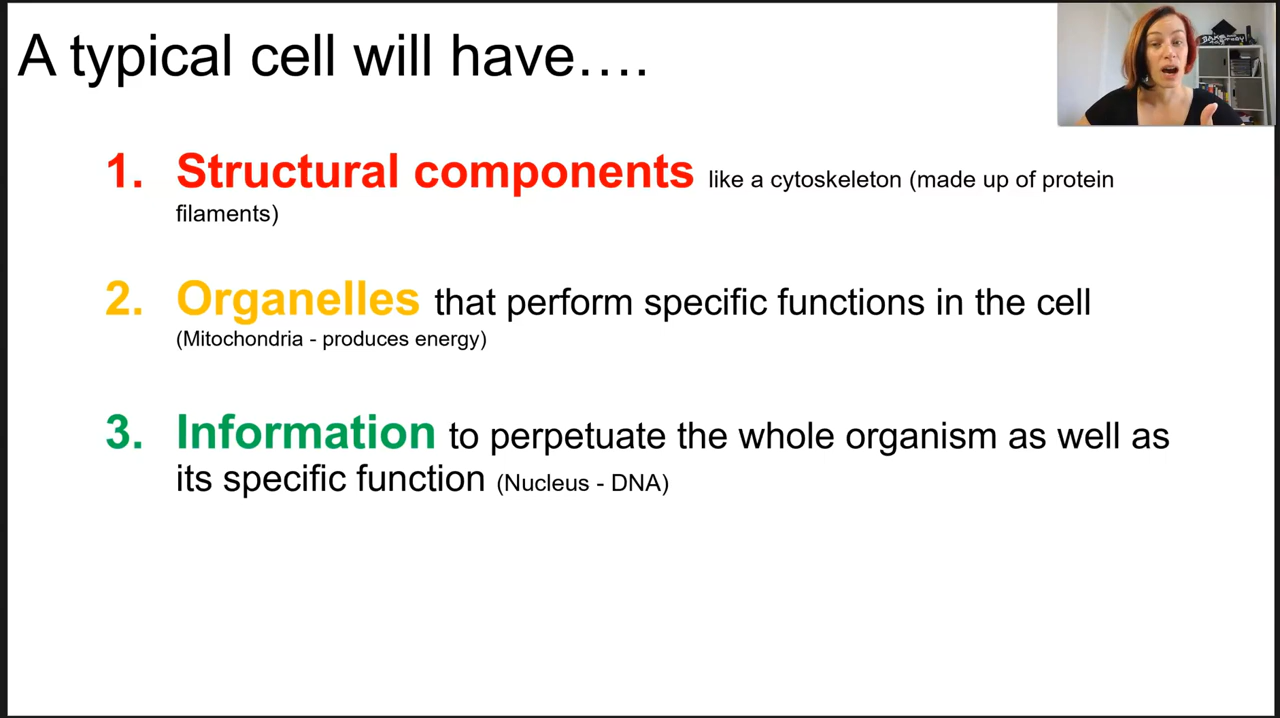 A typical cell will have….
1. Structural components like a cytoskeleton (made up of protein
filaments)
2. Organelles that perform specific functions in the cell
(Mitochondria - produces energy)
3. Information to perpetuate the whole organism as well as
its specific function (Nucleus - DNA)